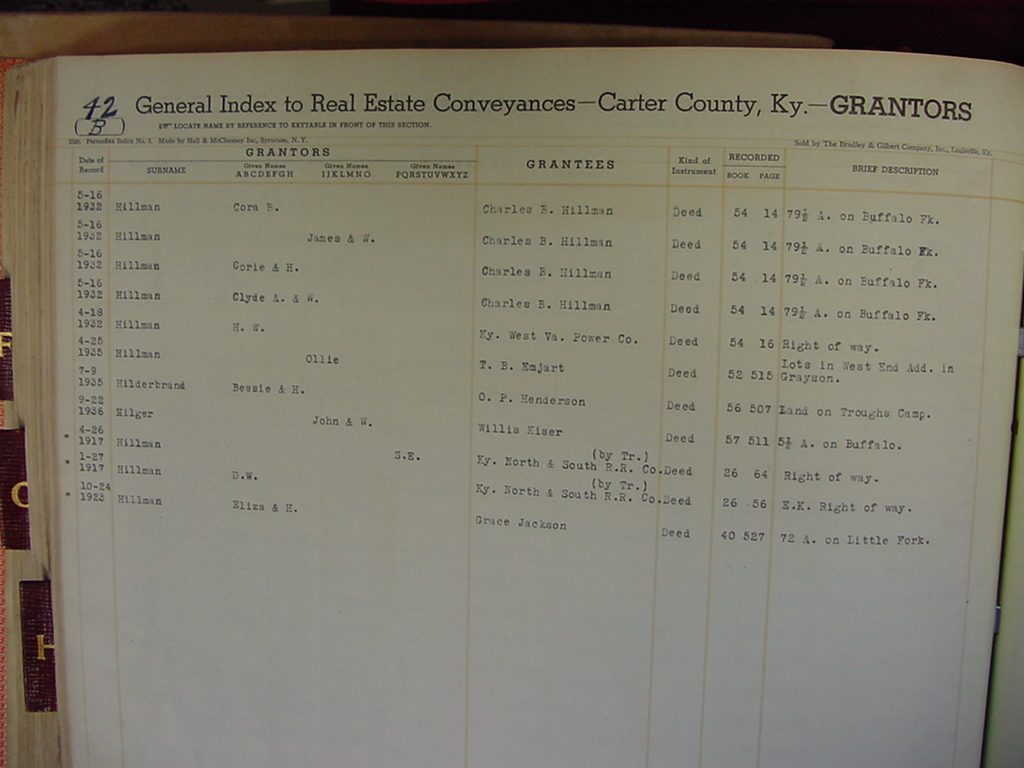 42 General Index to Real Estate Conveyances—Carter County, Ky.—GRANTORS
B LOCATE NAME BY REFERENCE TO KEYTABLE IN FRONT OF THIS SECTION.
Permodex Index No. 1. Made by Hall & McChesney Inc, Syracuse, N. Y. Sold by The Bradley & Gilbert Company, Inc., Louisville, Ky.
Date of Record GRANTORS GRANTEES Kind of Instrument RECORDED BRIEF DESCRIPTION
SURNAME Given Names ABCDEFGH Given Names IJKLMNO Given Names PQRSTUVWXYZ BOOK PAGE
5-16
1932 Hillman Cora B. Charles B. Hillman Deed 54 14 79½ A. on Buffalo Fk.
5-16
1932 Hillman James & W. Charles B. Hillman Deed 54 14 79½ A. on Buffalo Fk.
5-16
1932 Hillman Gorie & H. Charles B. Hillman Deed 54 14 79½ A. on Buffalo Fk.
5-16
1932 Hillman Clyde A. & W. Charles B. Hillman Deed 54 14 79½ A. on Buffalo Fk.
4-18
1932 Hillman H. W. Ky. West Va. Power Co. Deed 54 16 Right of way.
4-25
1935 Hillman Ollie T. B. Emjart Deed 52 515 Lots in West End Add. in
Grayson.
7-9
1935 Hilderbrand Bessie & H. O. P. Henderson Deed 56 507 Land on Troughs Camp.
9-22
1936 Hilger John & W. Willis Kiser Deed 57 511 5½ A. on Buffalo.
4-26 (by Tr.)
1917 Hillman S.E. Ky. North & South R.R. Co. Deed 26 64 Right of way.
1-27 (by Tr.)
1917 Hillman D.W. Ky. North & South R.R. Co. Deed 26 56 E.K. Right of way.
10-24
1923 Hillman Eliza & H. Grace Jackson Deed 40 527 72 A. on Little Fork.
F
G
H